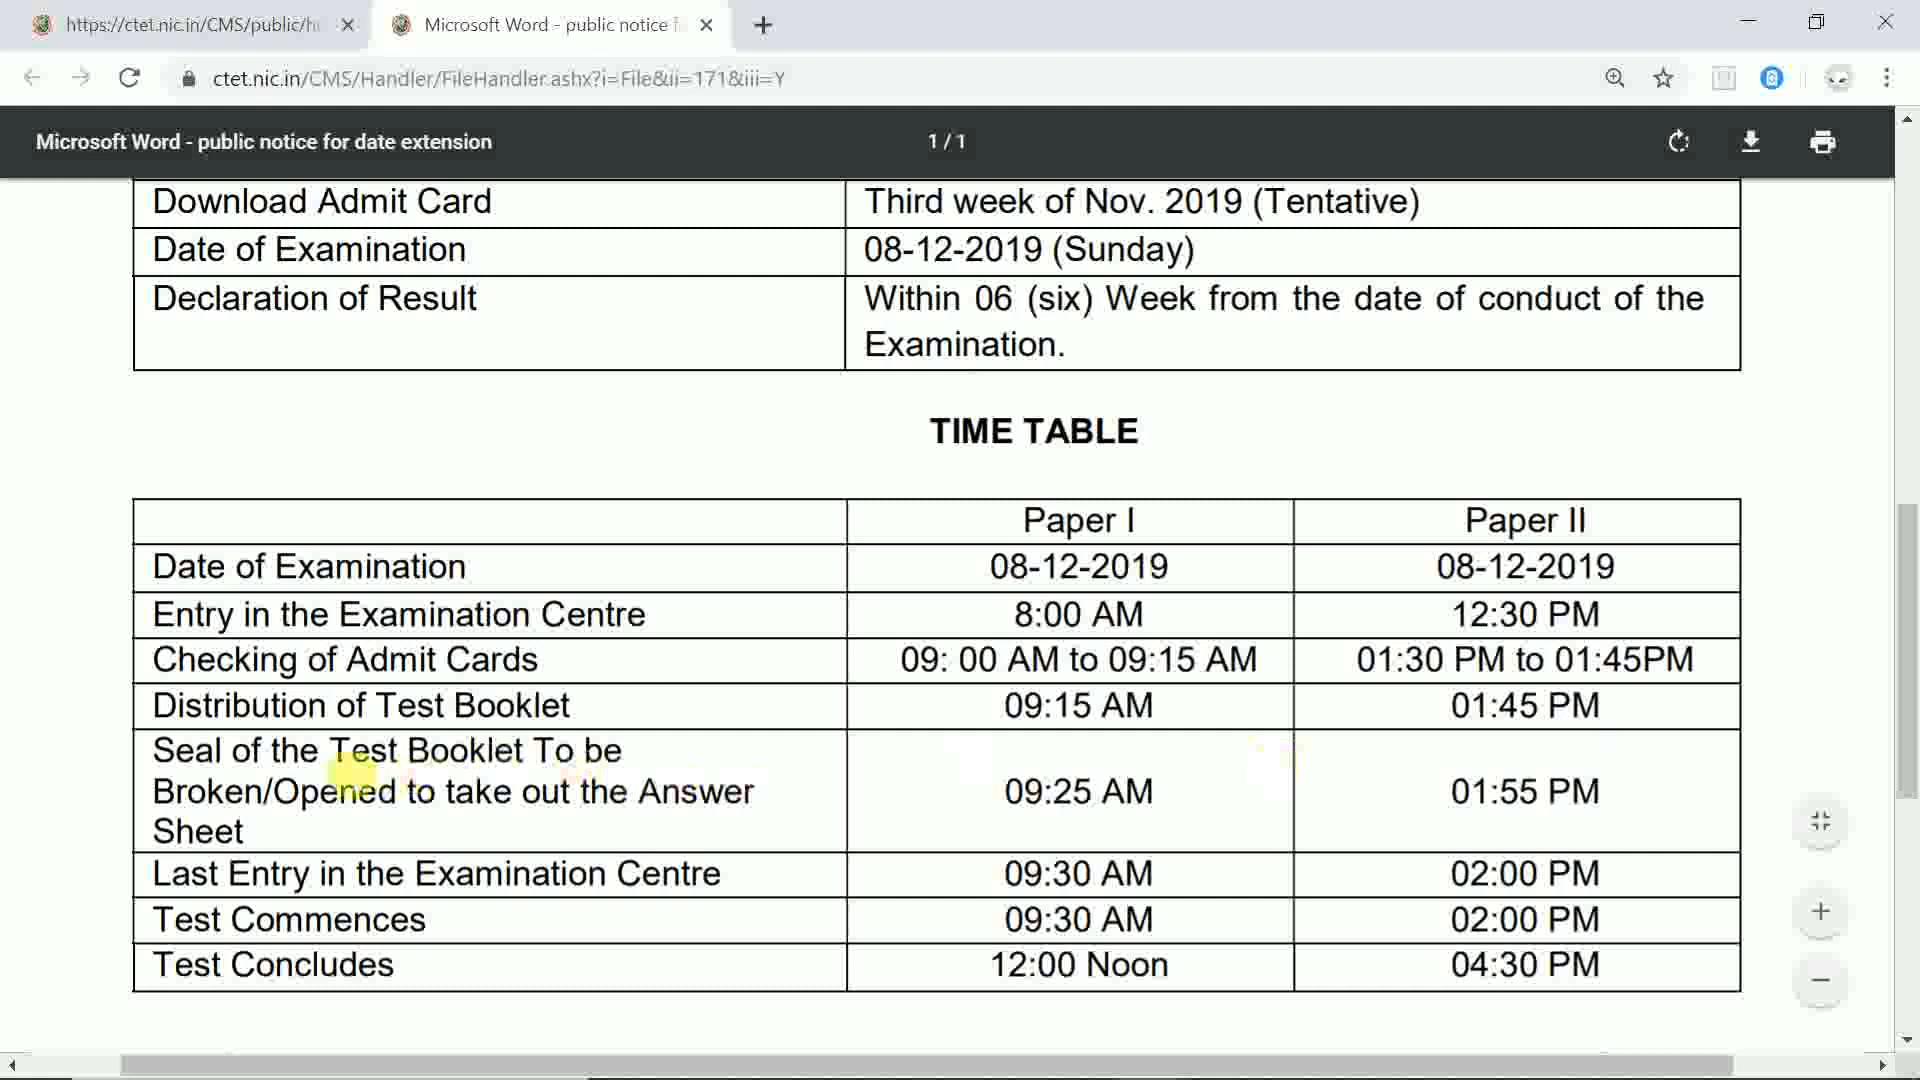 https://ctet.nic.in/CMS/public/h
Microsoft Word - public notice f
ctet.nic.in/CMS/Handler/FileHandler.ashx?i=File&ii=171&iii=Y
Microsoft Word - public notice for date extension
1 / 1
Download Admit Card Third week of Nov. 2019 (Tentative)
Date of Examination 08-12-2019 (Sunday)
Declaration of Result Within 06 (six) Week from the date of conduct of the
Examination.
TIME TABLE
Paper I Paper II
Date of Examination 08-12-2019 08-12-2019
Entry in the Examination Centre 8:00 AM 12:30 PM
Checking of Admit Cards 09: 00 AM to 09:15 AM 01:30 PM to 01:45PM
Distribution of Test Booklet 09:15 AM 01:45 PM
Seal of the Test Booklet To be
Broken/Opened to take out the Answer 09:25 AM 01:55 PM
Sheet
Last Entry in the Examination Centre 09:30 AM 02:00 PM
Test Commences 09:30 AM 02:00 PM
Test Concludes 12:00 Noon 04:30 PM